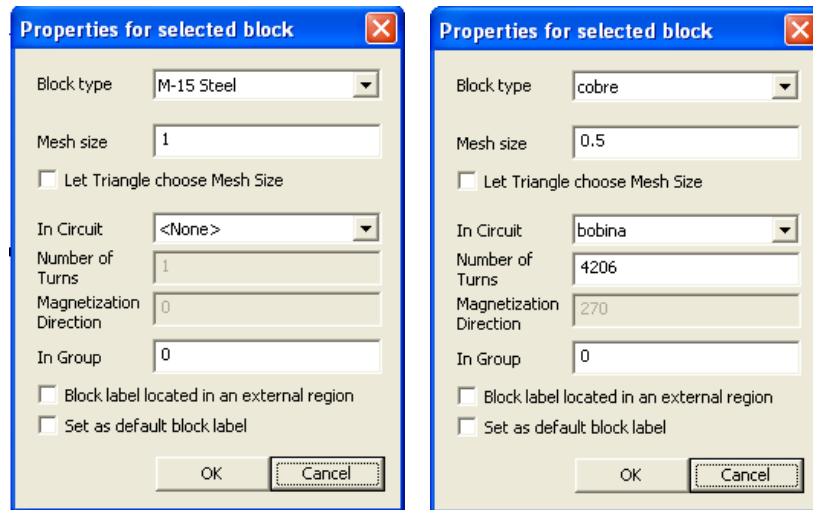 Properties for selected block
Block type M-15 Steel
Mesh size 1
Let Triangle choose Mesh Size
In Circuit <None>
Number of
Turns 1
Magnetization
Direction 0
In Group 0
Block label located in an external region
Set as default block label
OK Cancel
Properties for selected block
Block type cobre
Mesh size 0.5
Let Triangle choose Mesh Size
In Circuit bobina
Number of
Turns 4206
Magnetization
Direction 270
In Group 0
Block label located in an external region
Set as default block label
OK Cancel